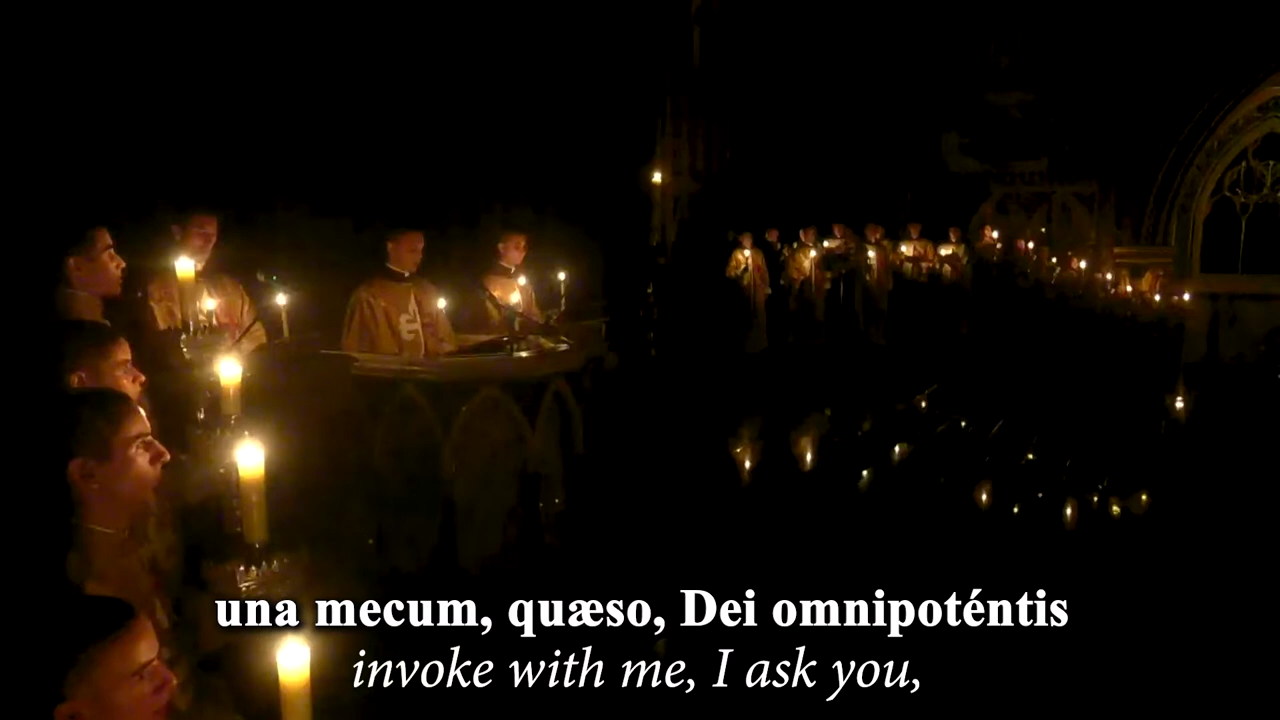 una mecum, quæso, Dei omnipoténtis
invoke with me, I ask you,